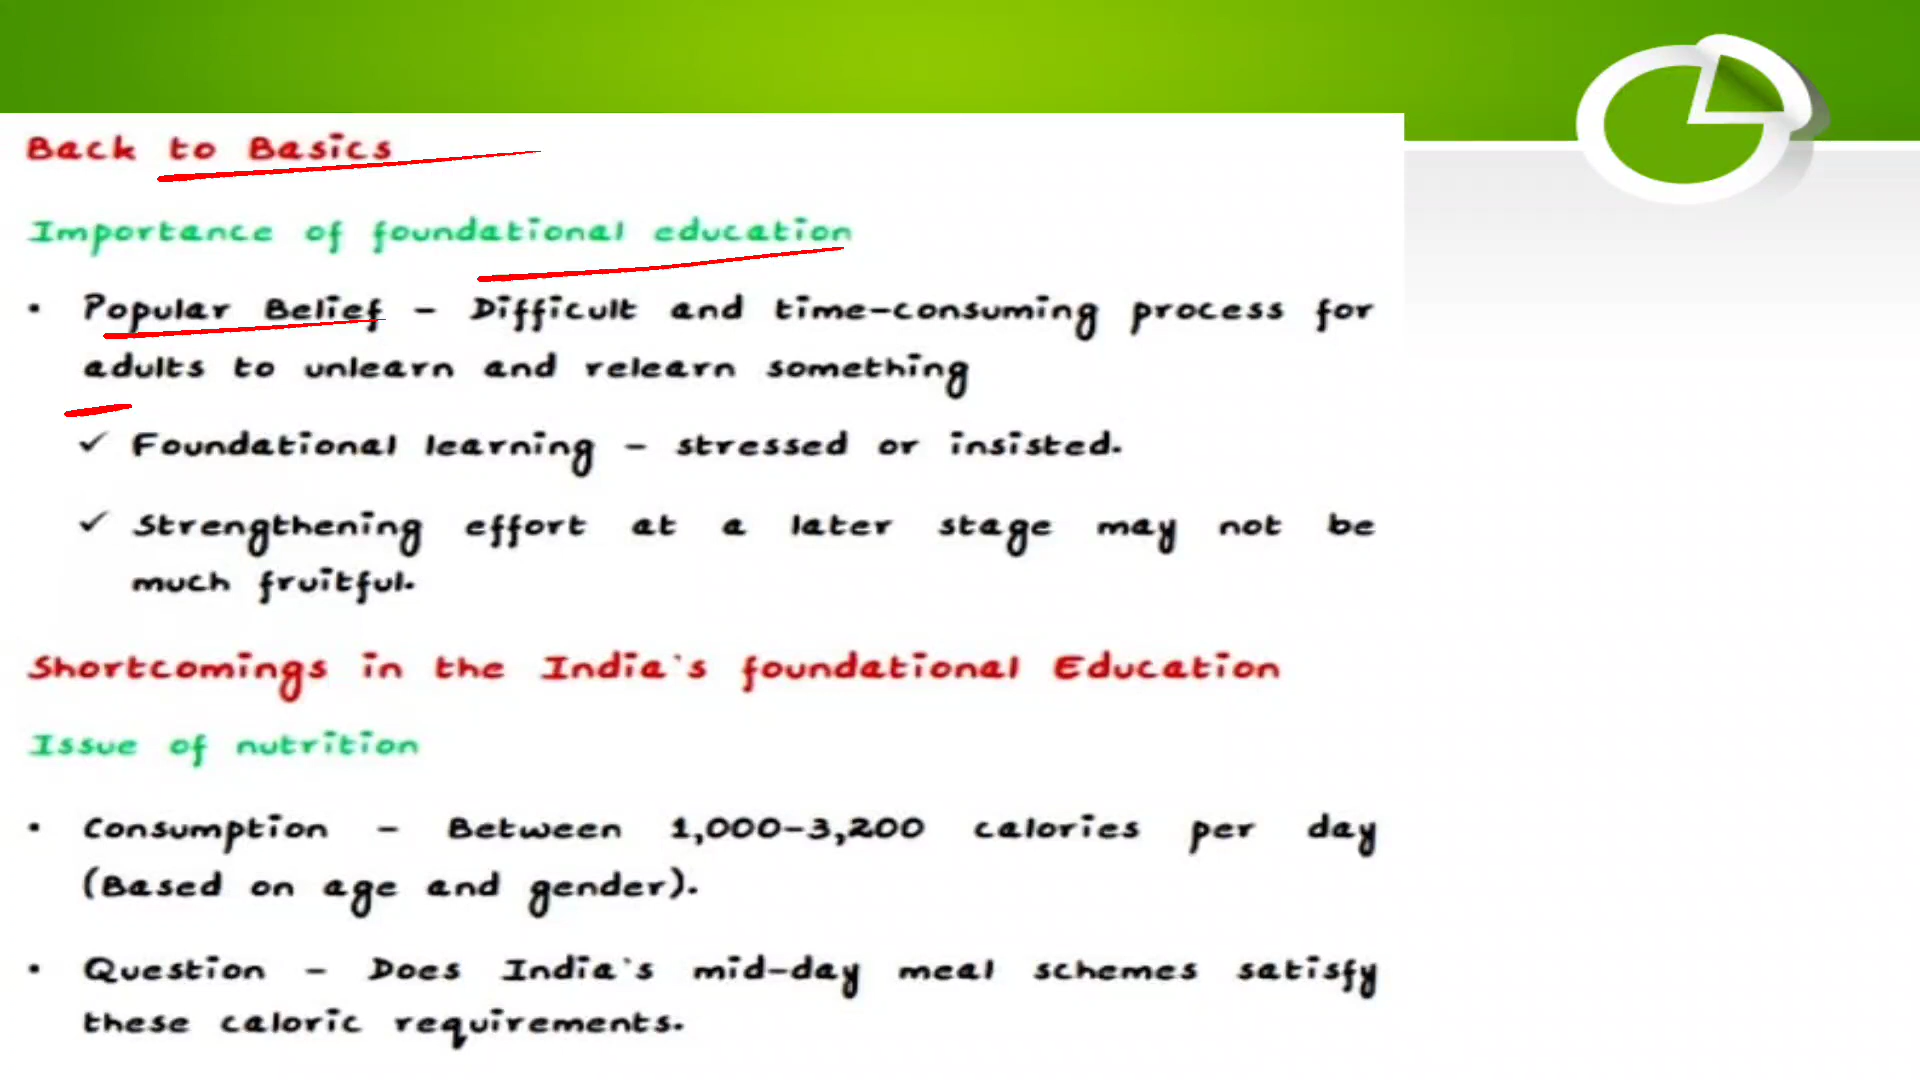 Back to Basics
Importance of foundational education
• Popular Belief – Difficult and time-consuming process for
adults to unlearn and relearn something
✓ Foundational learning – stressed or insisted.
✓ Strengthening effort at a later stage may not be
much fruitful.
Shortcomings in the India's foundational Education
Issue of nutrition
• Consumption – Between 1,000-3,200 calories per day
(Based on age and gender).
• Question – Does India's mid-day meal schemes satisfy
these caloric requirements.